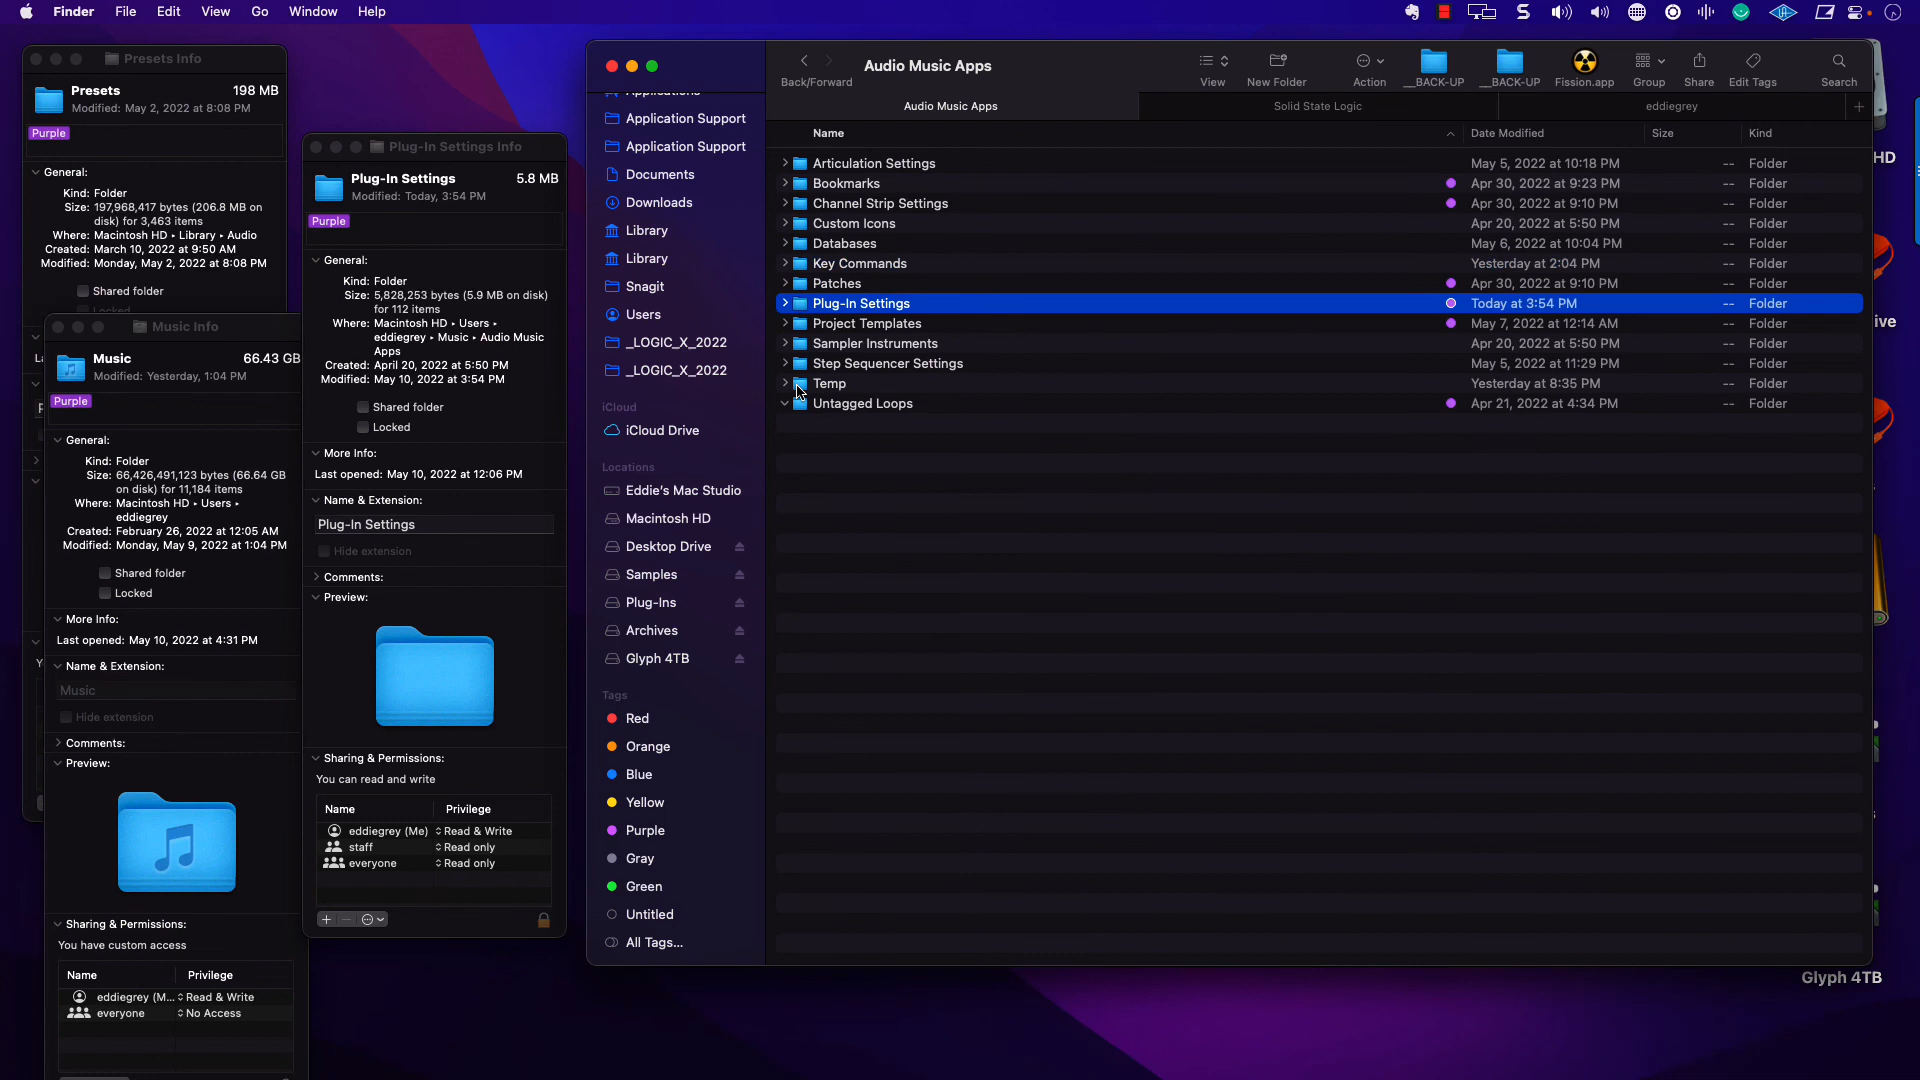 Finder File Edit View Go Window Help
Presets Info
Presets 198 MB
Modified: May 2, 2022 at 8:08 PM
Purple
General:
Kind: Folder
Size: 197,968,417 bytes (206.8 MB on
disk) for 3,463 items
Where: Macintosh HD ▸ Library ▸ Audio
Created: March 10, 2022 at 9:50 AM
Modified: Monday, May 2, 2022 at 8:08 PM
Shared folder
Locked
Music Info
Music 66.43 GB
Modified: Yesterday, 1:04 PM
Purple
General:
Kind: Folder
Size: 66,426,491,123 bytes (66.64 GB
on disk) for 11,184 items
Where: Macintosh HD ▸ Users ▸
eddiegrey
Created: February 26, 2022 at 12:05 AM
Modified: Monday, May 9, 2022 at 1:04 PM
Shared folder
Locked
More Info:
Last opened: May 10, 2022 at 4:31 PM
Name & Extension:
Music
Hide extension
Comments:
Preview:
Sharing & Permissions:
You have custom access
Name Privilege
eddiegrey (M... Read & Write
everyone No Access
Plug-In Settings Info
Plug-In Settings 5.8 MB
Modified: Today, 3:54 PM
Purple
General:
Kind: Folder
Size: 5,828,253 bytes (5.9 MB on disk)
for 112 items
Where: Macintosh HD ▸ Users ▸
eddiegrey ▸ Music ▸ Audio Music
Apps
Created: April 20, 2022 at 5:50 PM
Modified: May 10, 2022 at 3:54 PM
Shared folder
Locked
More Info:
Last opened: May 10, 2022 at 12:06 PM
Name & Extension:
Plug-In Settings
Hide extension
Comments:
Preview:
Sharing & Permissions:
You can read and write
Name Privilege
eddiegrey (Me) Read & Write
staff Read only
everyone Read only
Applications
Application Support
Application Support
Documents
Downloads
Library
Library
Snagit
Users
_LOGIC_X_2022
_LOGIC_X_2022
iCloud
iCloud Drive
Locations
Eddie's Mac Studio
Macintosh HD
Desktop Drive
Samples
Plug-Ins
Archives
Glyph 4TB
Tags
Red
Orange
Blue
Yellow
Purple
Gray
Green
Untitled
All Tags...
Audio Music Apps
Back/Forward View New Folder Action __BACK-UP __BACK-UP Fission.app Group Share Edit Tags Search
Audio Music Apps Solid State Logic eddiegrey
Name Date Modified Size Kind
Articulation Settings May 5, 2022 at 10:18 PM -- Folder
Bookmarks Apr 30, 2022 at 9:23 PM -- Folder
Channel Strip Settings Apr 30, 2022 at 9:10 PM -- Folder
Custom Icons Apr 20, 2022 at 5:50 PM -- Folder
Databases May 6, 2022 at 10:04 PM -- Folder
Key Commands Yesterday at 2:04 PM -- Folder
Patches Apr 30, 2022 at 9:10 PM -- Folder
Plug-In Settings Today at 3:54 PM -- Folder
Project Templates May 7, 2022 at 12:14 AM -- Folder
Sampler Instruments Apr 20, 2022 at 5:50 PM -- Folder
Step Sequencer Settings May 5, 2022 at 11:29 PM -- Folder
Temp Yesterday at 8:35 PM -- Folder
Untagged Loops Apr 21, 2022 at 4:34 PM -- Folder
HD
ive
Glyph 4TB